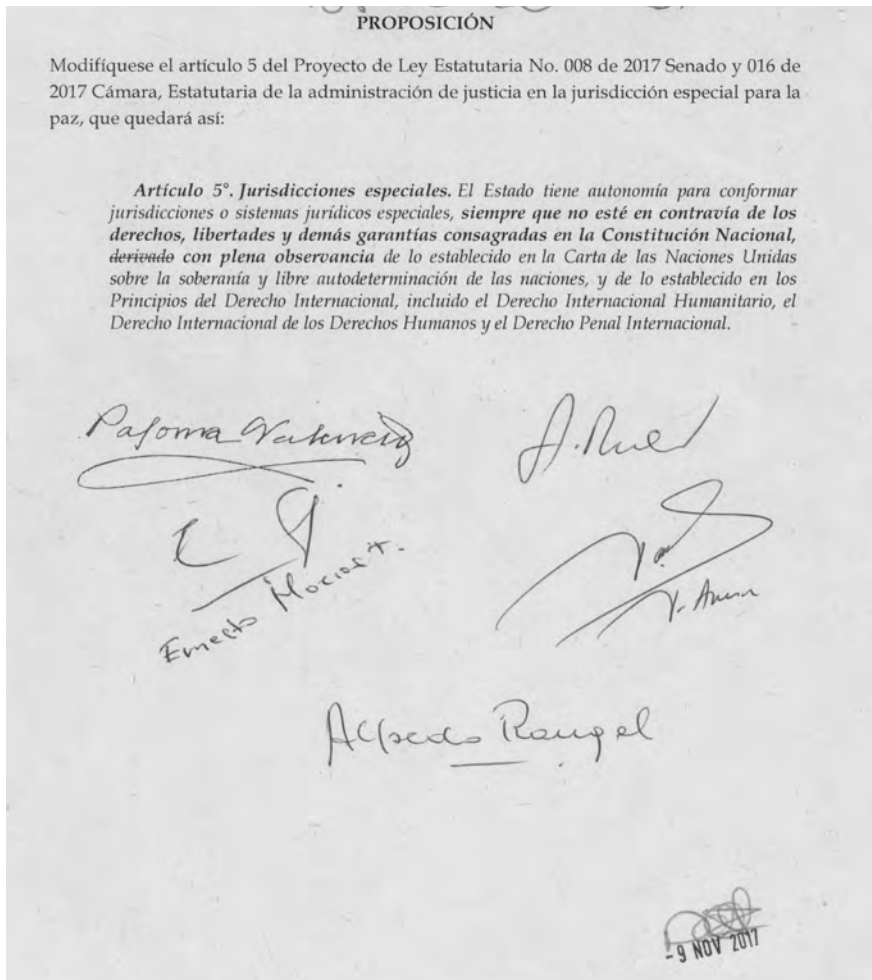 PROPOSICIÓN
Modifíquese el artículo 5 del Proyecto de Ley Estatutaria No. 008 de 2017 Senado y 016 de
2017 Cámara, Estatutaria de la administración de justicia en la jurisdicción especial para la
paz, que quedará así:
Artículo 5°. Jurisdicciones especiales. El Estado tiene autonomía para conformar
jurisdicciones o sistemas jurídicos especiales, siempre que no esté en contravía de los
derechos, libertades y demás garantías consagradas en la Constitución Nacional,
derivado con plena observancia de lo establecido en la Carta de las Naciones Unidas
sobre la soberanía y libre autodeterminación de las naciones, y de lo establecido en los
Principios del Derecho Internacional, incluido el Derecho Internacional Humanitario, el
Derecho Internacional de los Derechos Humanos y el Derecho Penal Internacional.
Paloma Valencia
Ernesto Macías
Alfredo Rangel
-9 NOV 2017